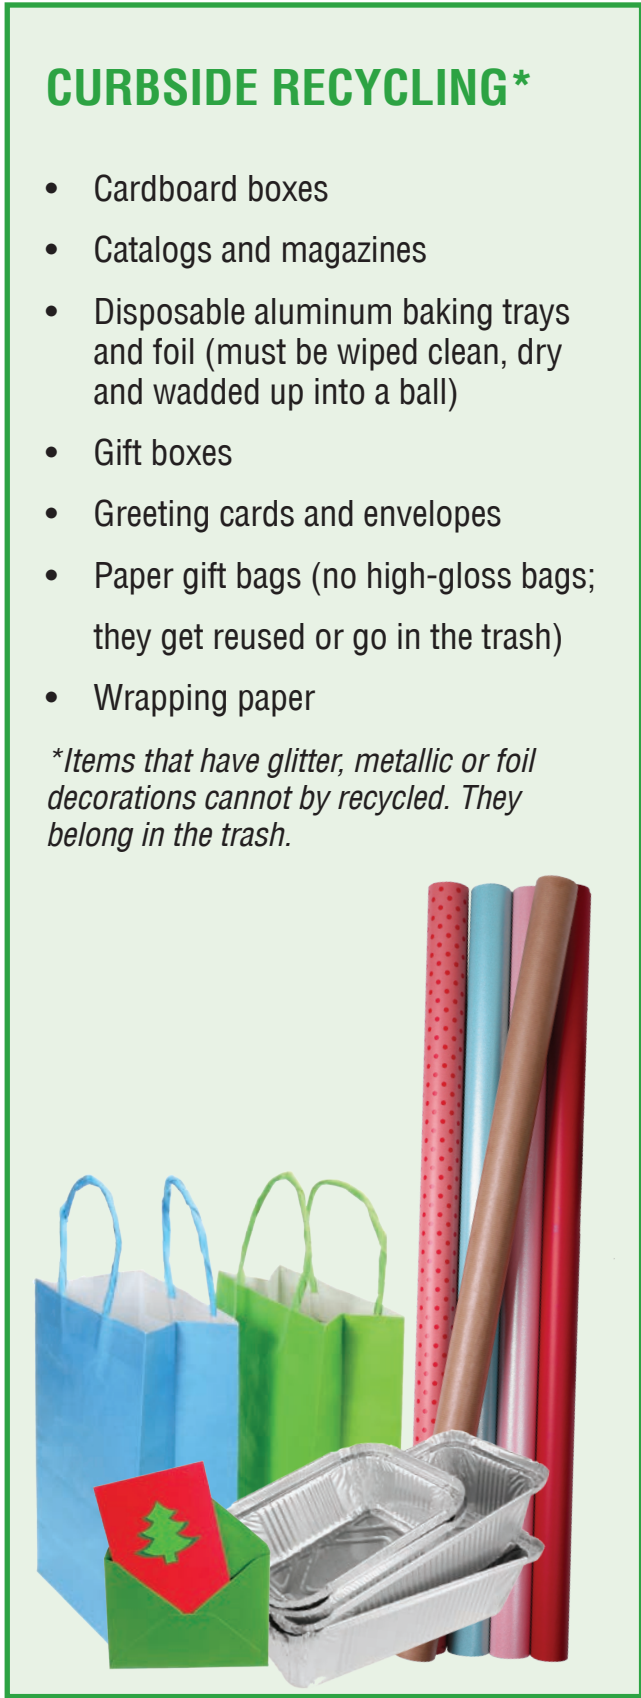 CURBSIDE RECYCLING*
• Cardboard boxes
• Catalogs and magazines
• Disposable aluminum baking trays
and foil (must be wiped clean, dry
and wadded up into a ball)
• Gift boxes
• Greeting cards and envelopes
• Paper gift bags (no high-gloss bags;
they get reused or go in the trash)
• Wrapping paper
*Items that have glitter, metallic or foil
decorations cannot by recycled. They
belong in the trash.